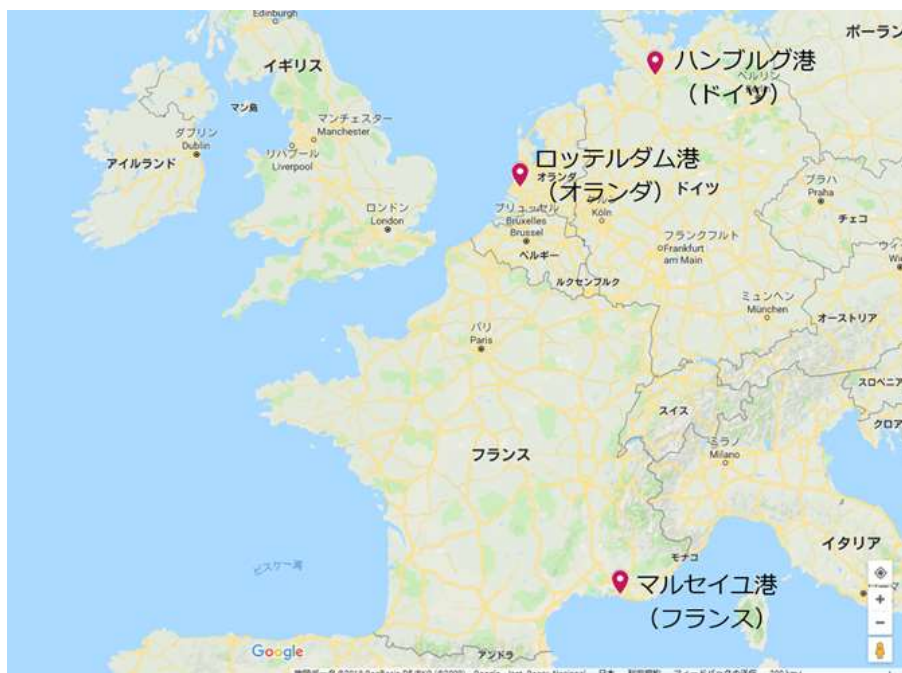 Edinburgh
イギリス
マン島
マンチェスター
Manchester
ダブリン
Dublin
リバプール
Liverpool
アイルランド
ロンドン
London
ハンブルグ港
（ドイツ）
ポーラン
ベルリン
ロッテルダム港
（オランダ）
オランダ
ドイツ
Köln
ブリュッセル
Bruxelles
Brussel
ベルギー
フランクフルト
Frankfurt
am Main
プラハ
Praha
チェコ
ルクセンブルク
ミュンヘン
München
オーストリア
パリ
Paris
スロベニア
クロア
スイス
ミラノ
Milano
フランス
イタリア
モナコ
マルセイユ港
（フランス）
ビスケー湾
アンドラ
Google